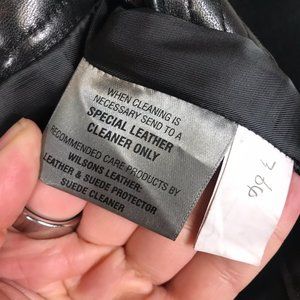 WHEN CLEANING IS
NECESSARY SEND TO A
SPECIAL LEATHER
CLEANER ONLY
RECOMMENDED CARE PRODUCTS BY
WILSONS LEATHER:
LEATHER & SUEDE PROTECTOR
SUEDE CLEANER